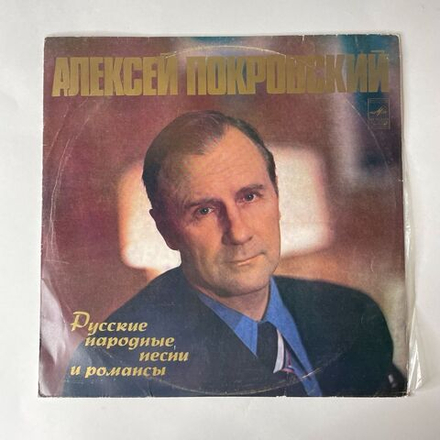 АЛЕКСЕЙ ПОКРОВСКИЙ
Русские
народные
песни
и романсы